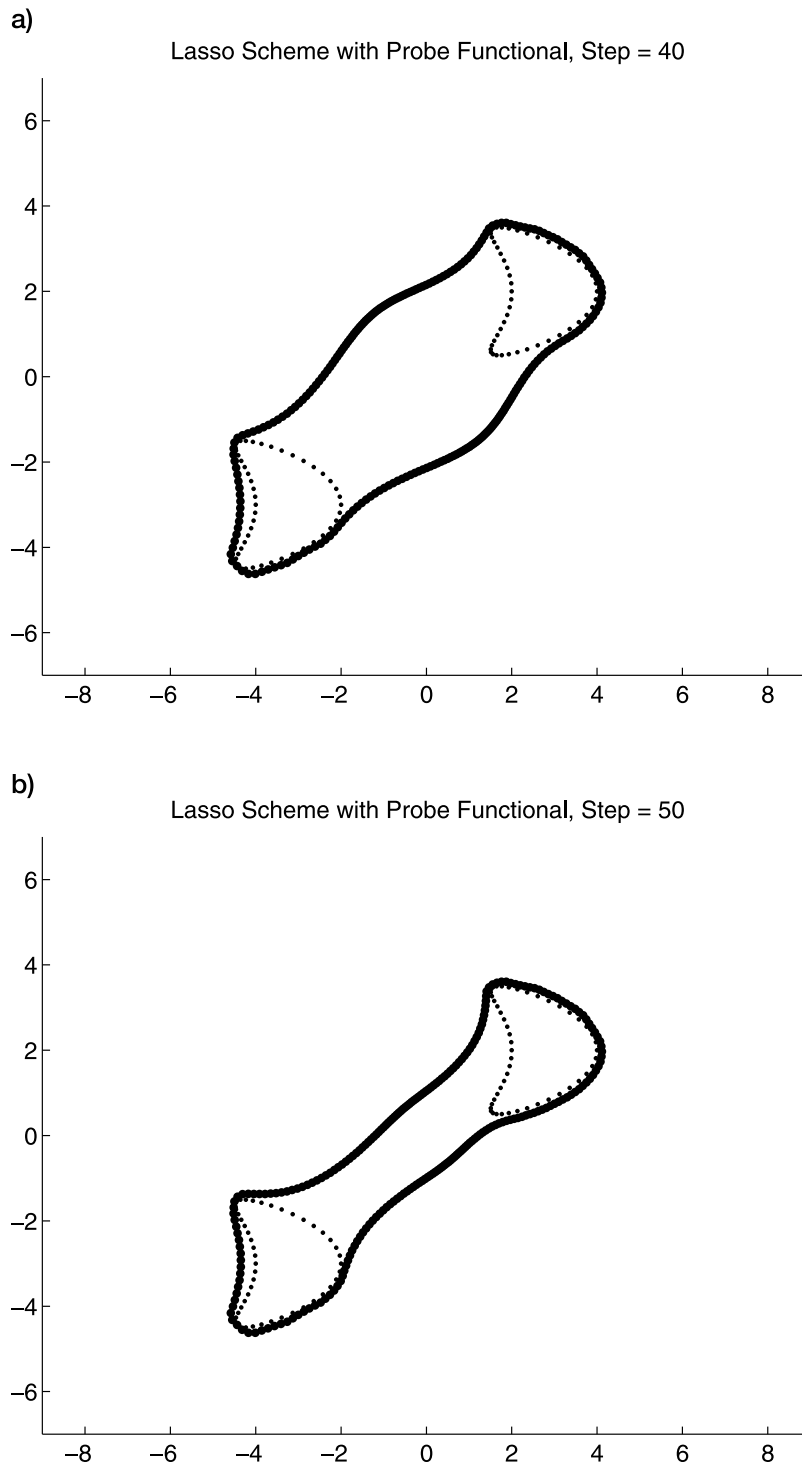 a)
Lasso Scheme with Probe Functional, Step = 40
6
4
2
0
−2
−4
−6
−8 −6 −4 −2 0 2 4 6 8
b)
Lasso Scheme with Probe Functional, Step = 50
6
4
2
0
−2
−4
−6
−8 −6 −4 −2 0 2 4 6 8